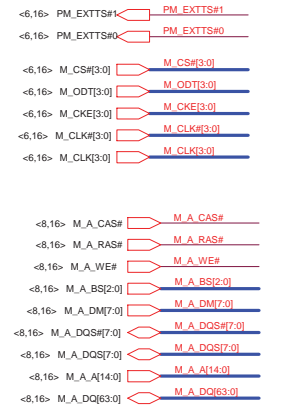 <6,16> PM_EXTTS#1 PM_EXTTS#1
<6,16> PM_EXTTS#0 PM_EXTTS#0
<6,16> M_CS#[3:0] M_CS#[3:0]
<6,16> M_ODT[3:0] M_ODT[3:0]
<6,16> M_CKE[3:0] M_CKE[3:0]
<6,16> M_CLK#[3:0] M_CLK#[3:0]
<6,16> M_CLK[3:0] M_CLK[3:0]
<8,16> M_A_CAS# M_A_CAS#
<8,16> M_A_RAS# M_A_RAS#
<8,16> M_A_WE# M_A_WE#
<8,16> M_A_BS[2:0] M_A_BS[2:0]
<8,16> M_A_DM[7:0] M_A_DM[7:0]
<8,16> M_A_DQS#[7:0] M_A_DQS#[7:0]
<8,16> M_A_DQS[7:0] M_A_DQS[7:0]
<8,16> M_A_A[14:0] M_A_A[14:0]
<8,16> M_A_DQ[63:0] M_A_DQ[63:0]